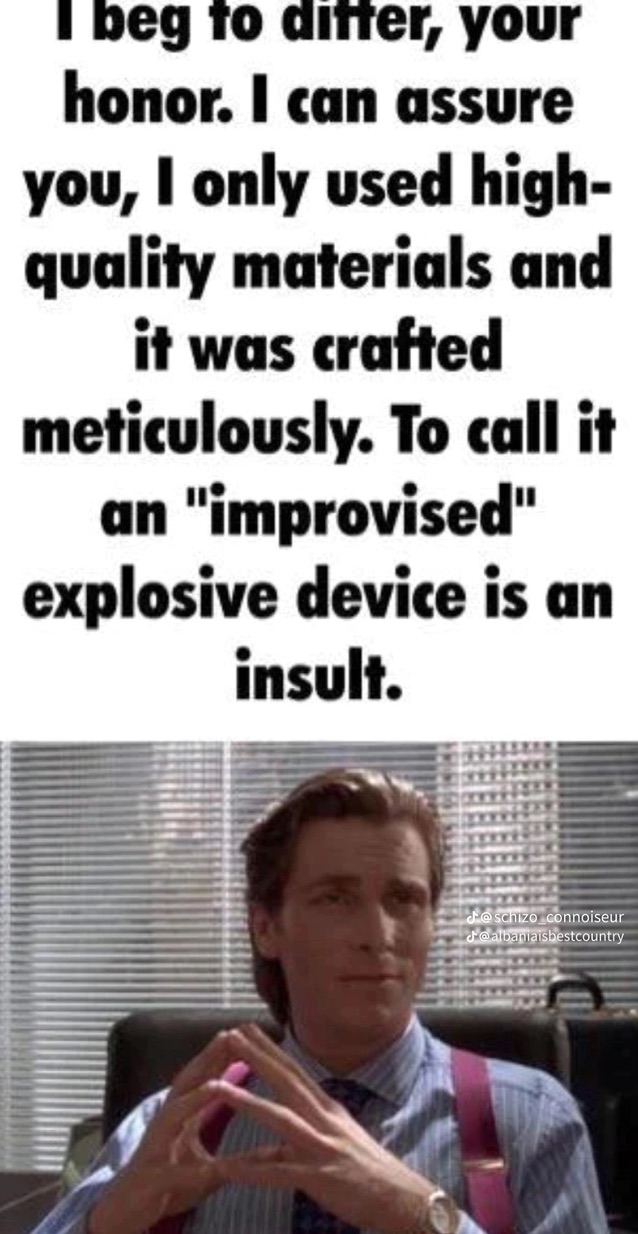 I beg to differ, your
honor. I can assure
you, I only used high-
quality materials and
it was crafted
meticulously. To call it
an "improvised"
explosive device is an
insult.
@schizo_connoiseur
@albaniaisbestcountry